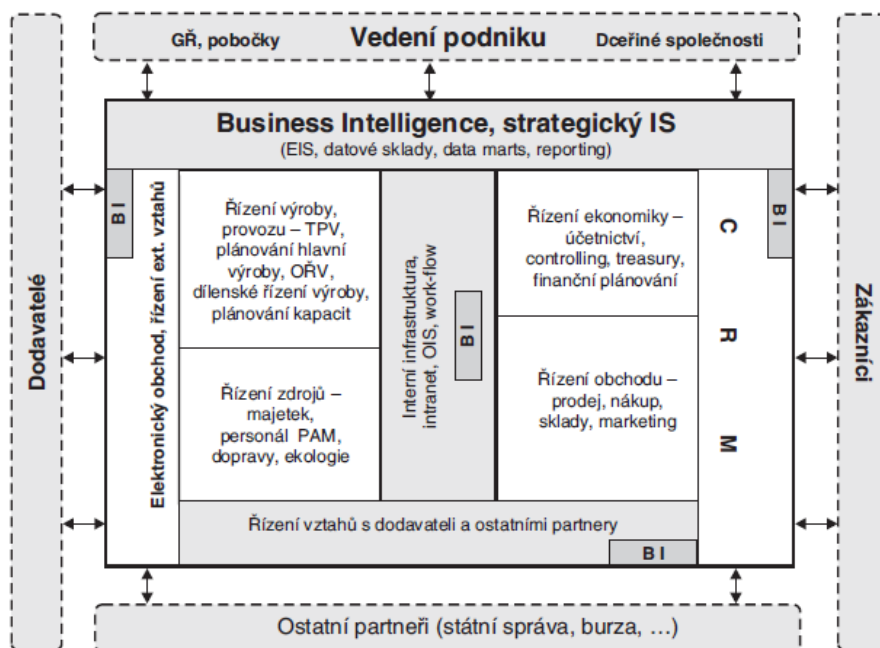 GŘ, pobočky
Vedení podniku
Dceřiné společnosti
Dodavatelé
Business Intelligence, strategický IS
(EIS, datové sklady, data marts, reporting)
B I
Elektronický obchod, řízení ext. vztahů
Řízení výroby,
provozu – TPV,
plánování hlavní
výroby, OŘV,
dílenské řízení výroby,
plánování kapacit
Řízení zdrojů –
majetek,
personál PAM,
dopravy, ekologie
Interní infrastruktura,
intranet, OIS, work-flow
B I
Řízení ekonomiky –
účetnictví,
controlling, treasury,
finanční plánování
Řízení obchodu –
prodej, nákup,
sklady, marketing
C R M
B I
Řízení vztahů s dodavateli a ostatními partnery
B I
Zákazníci
Ostatní partneři (státní správa, burza, …)